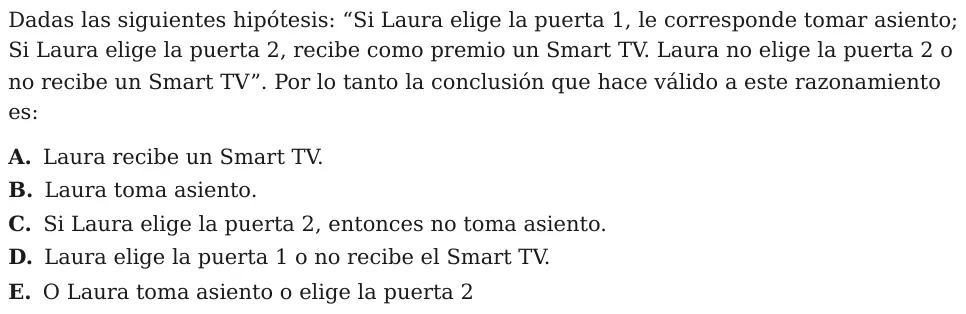 Dadas las siguientes hipótesis: “Si Laura elige la puerta 1, le corresponde tomar asiento;
Si Laura elige la puerta 2, recibe como premio un Smart TV. Laura no elige la puerta 2 o
no recibe un Smart TV”. Por lo tanto la conclusión que hace válido a este razonamiento
es:
A. Laura recibe un Smart TV.
B. Laura toma asiento.
C. Si Laura elige la puerta 2, entonces no toma asiento.
D. Laura elige la puerta 1 o no recibe el Smart TV.
E. O Laura toma asiento o elige la puerta 2